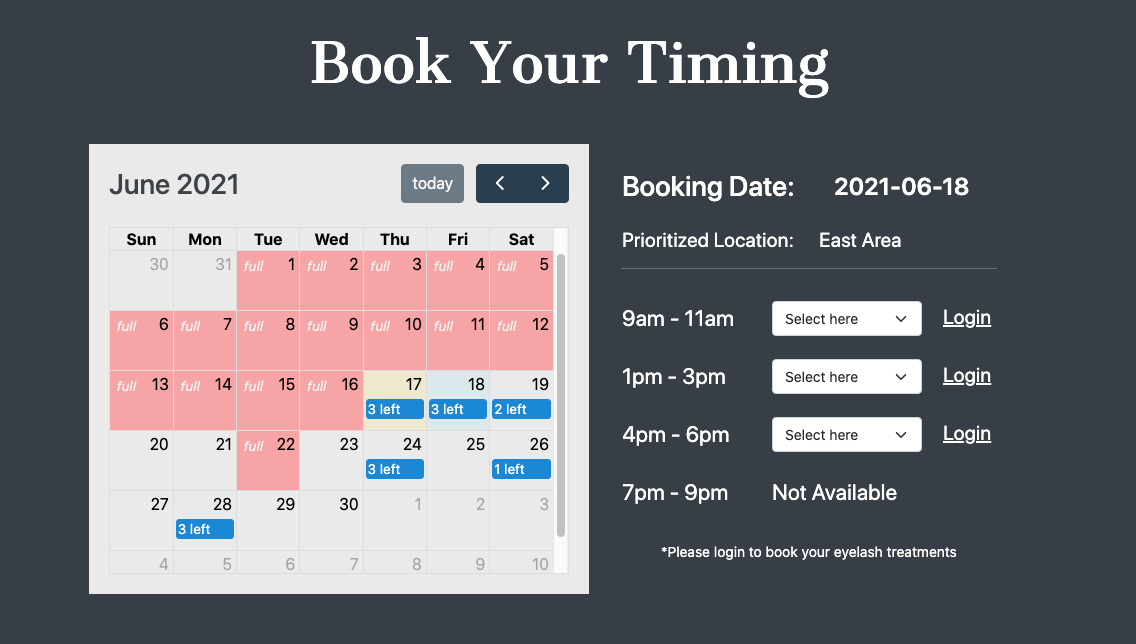 Book Your Timing
June 2021 today
Sun Mon Tue Wed Thu Fri Sat
30 31 full 1 full 2 full 3 full 4 full 5
full 6 full 7 full 8 full 9 full 10 full 11 full 12
full 13 full 14 full 15 full 16 17 18 19
3 left 3 left 2 left
20 21 full 22 23 24 25 26
3 left 1 left
27 28 29 30 1 2 3
3 left
4 5 6 7 8 9 10
Booking Date: 2021-06-18
Prioritized Location: East Area
9am - 11am Select here Login
1pm - 3pm Select here Login
4pm - 6pm Select here Login
7pm - 9pm Not Available
*Please login to book your eyelash treatments